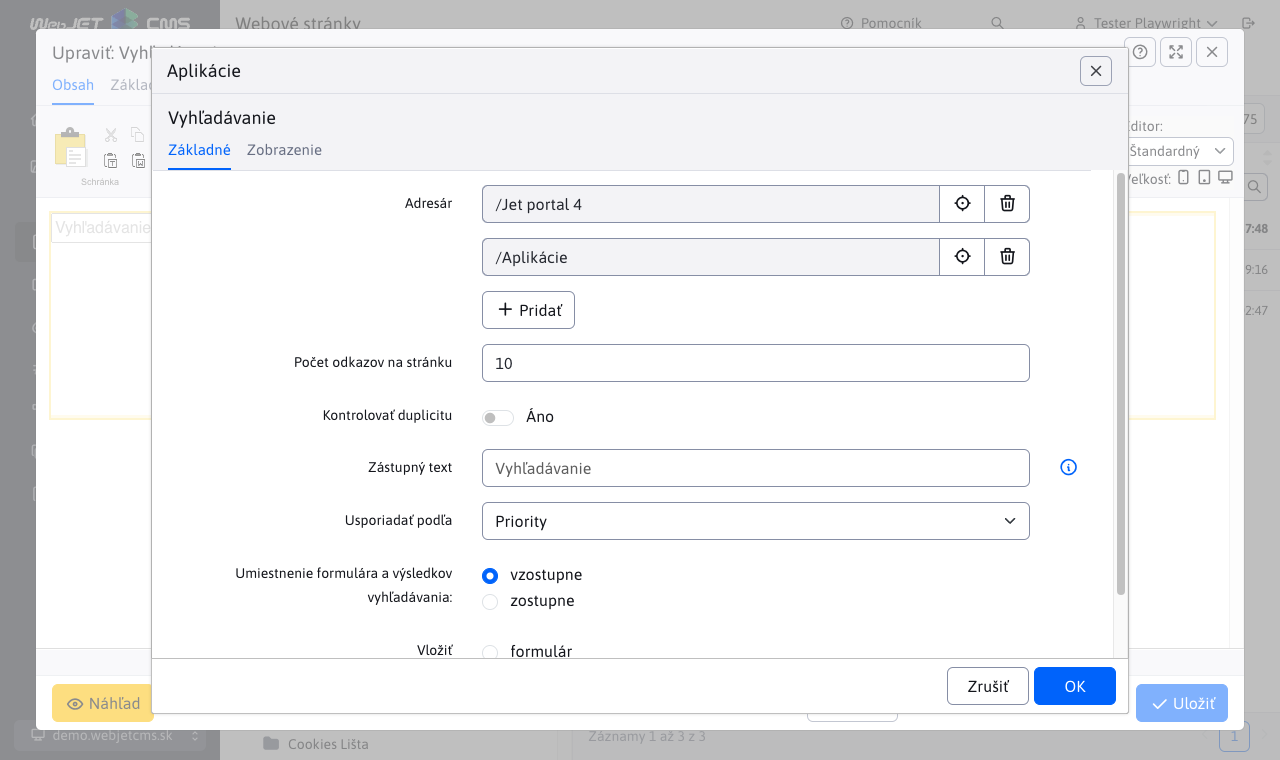 WebJET CMS
Webové stránky
Pomocník
Tester Playwright
Upraviť:
Aplikácie
Obsah
Vyhľadávanie
75
Editor:
Základné
Zobrazenie
Štandardný
Schránka
Veľkosť:
Adresár
/Jet portal 4
Vyhľadávanie
7:48
/Aplikácie
9:16
Pridať
2:47
Počet odkazov na stránku
10
Kontrolovať duplicitu
Áno
Zástupný text
Vyhľadávanie
Usporiadať podľa
Priority
Umiestnenie formulára a výsledkov
vyhľadávania:
vzostupne
zostupne
Vložiť
formulár
Zrušiť
OK
Náhľad
Uložiť
demo.webjetcms.sk
Cookies Lišta
Záznamy 1 až 3 z 3
1